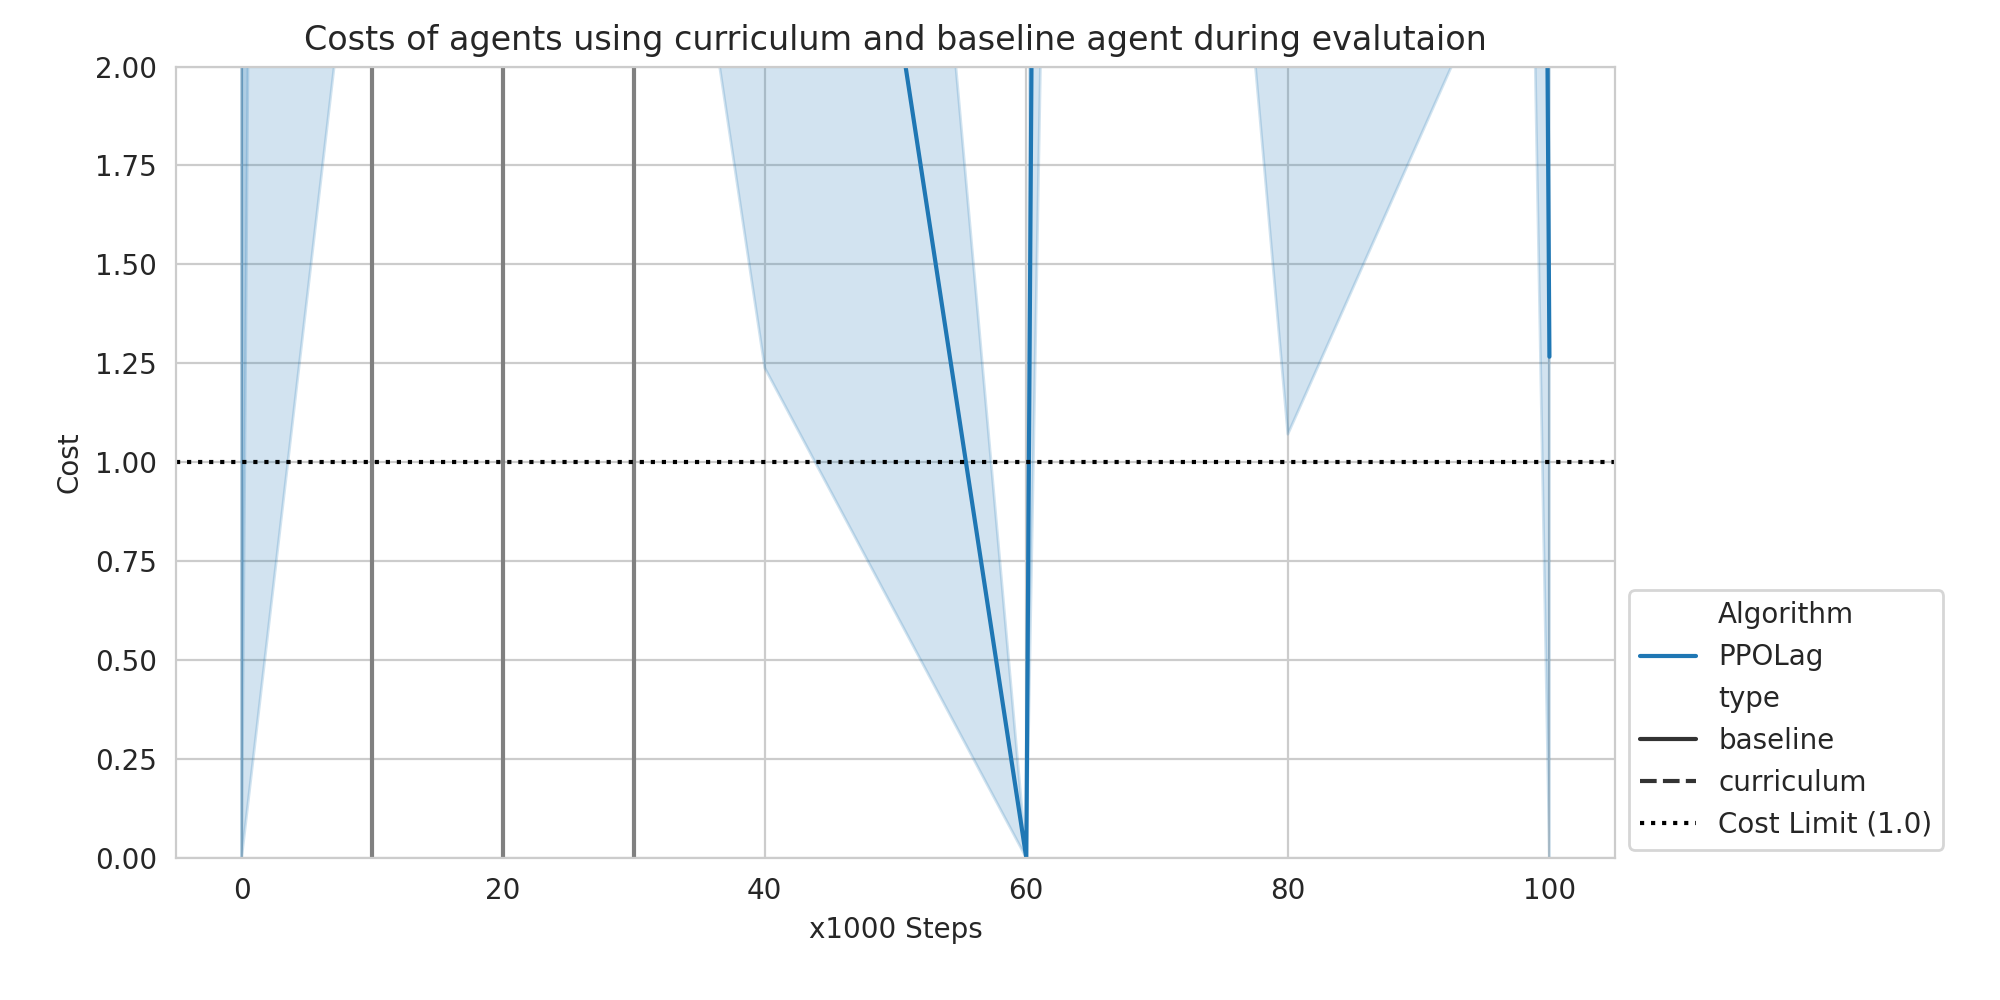 Costs of agents using curriculum and baseline agent during evalutaion
2.00
1.75
1.50
1.25
1.00
0.75
0.50
0.25
0.00
Cost
0 20 40 60 80 100
x1000 Steps
Algorithm
PPOLag
type
baseline
curriculum
Cost Limit (1.0)